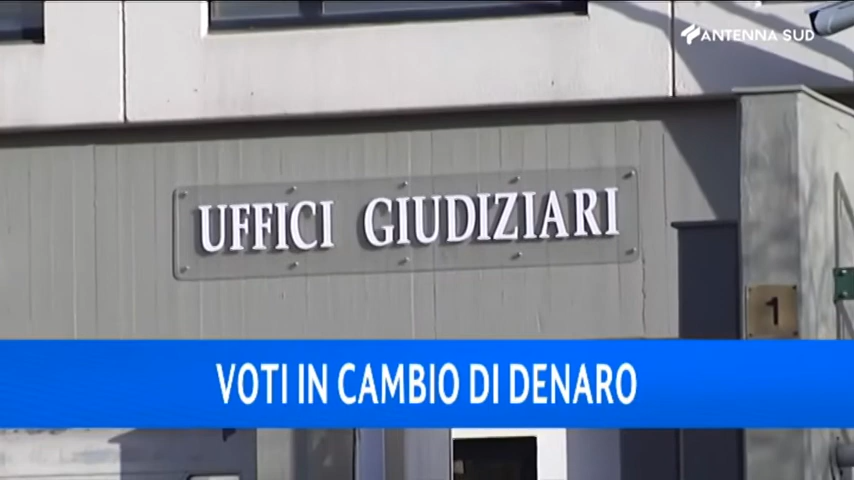 ANTENNA SUD
UFFICI GIUDIZIARI
1
VOTI IN CAMBIO DI DENARO